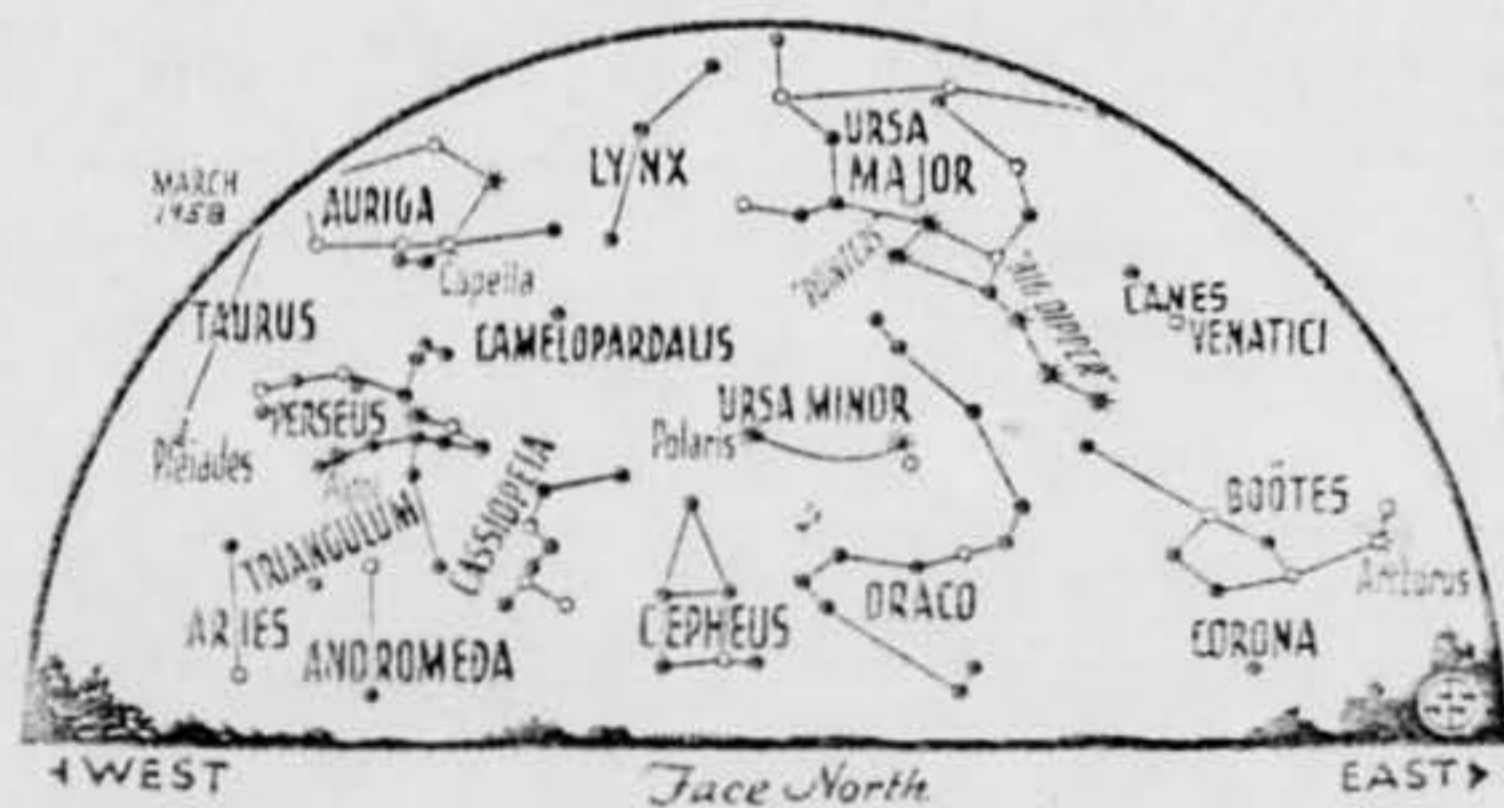 MARCH
1958
AURIGA
LYNX
URSA
MAJOR
Capella
"POINTERS"
"BIG DIPPER"
CANES
VENATICI
TAURUS
CAMELOPARDALIS
PERSEUS
URSA MINOR
Polaris
Pleiades
CASSIOPEIA
BOÖTES
TRIANGULUM
Arcturus
ARIES
ANDROMEDA
CEPHEUS
DRACO
CORONA
WEST
Face North
EAST